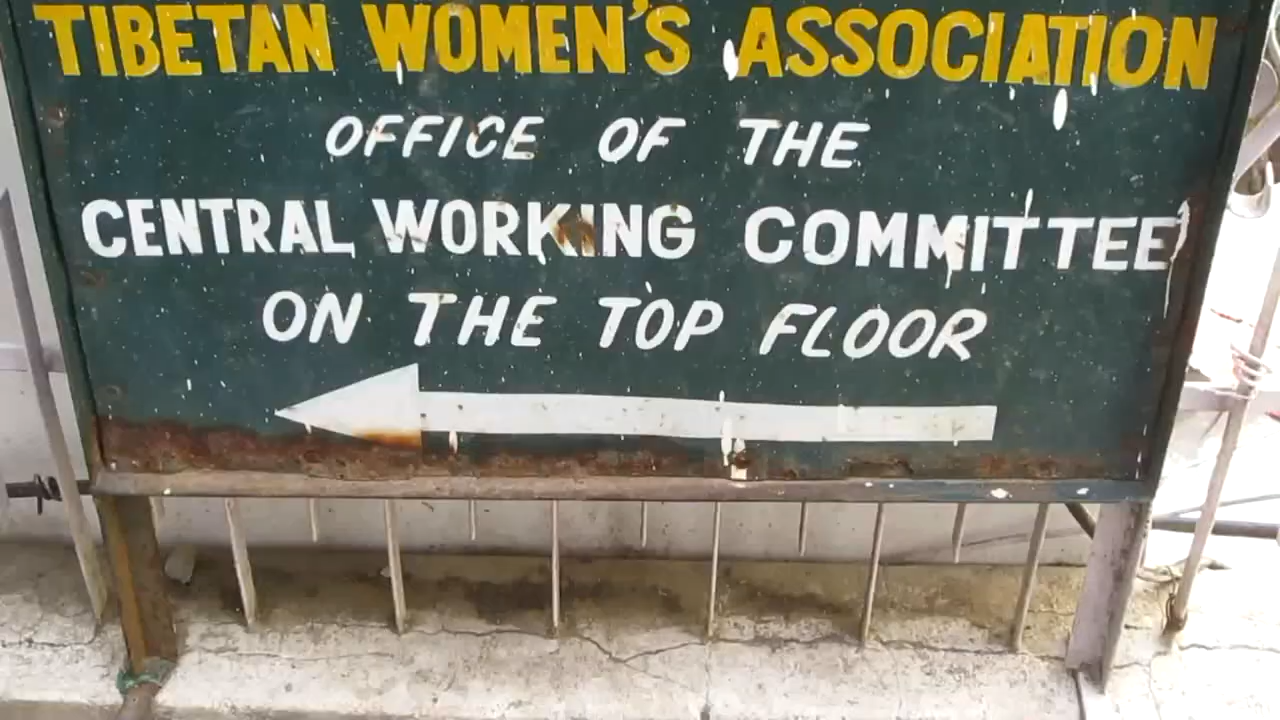 TIBETAN WOMEN'S ASSOCIATION
OFFICE OF THE
CENTRAL WORKING COMMITTEE
ON THE TOP FLOOR